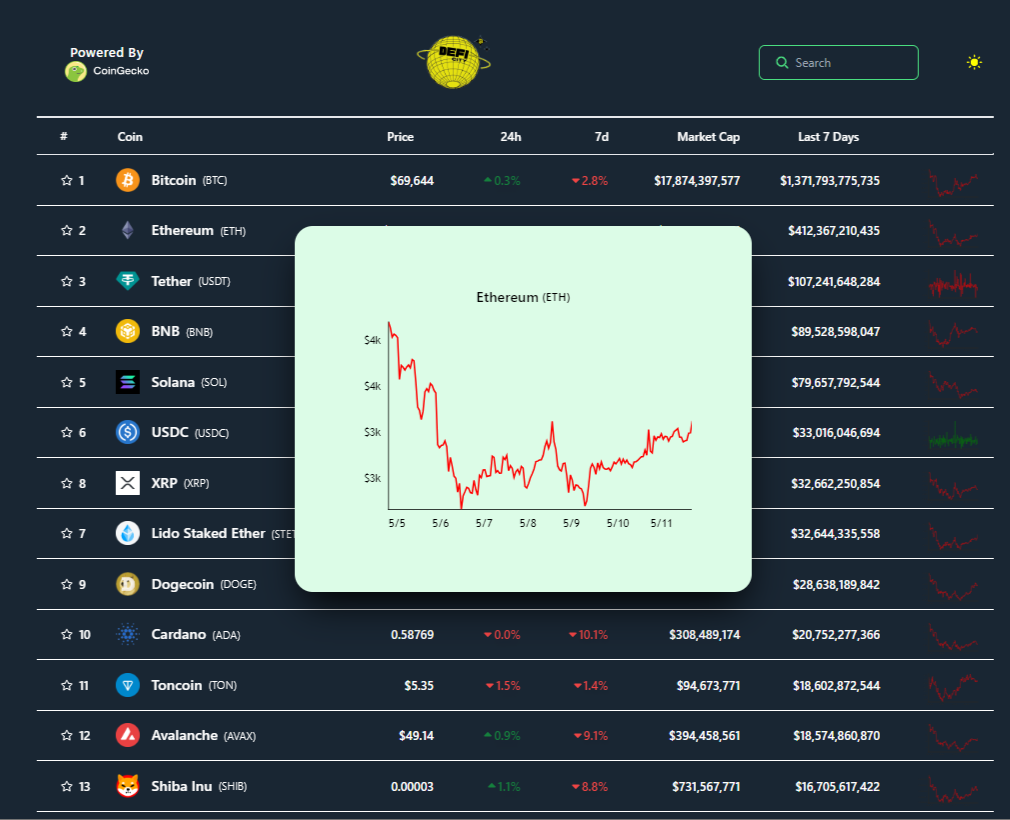 Powered By
CoinGecko
DEFI
CITY
Search
# Coin Price 24h 7d Market Cap Last 7 Days
1 Bitcoin (BTC) $69,644 0.3% 2.8% $17,874,397,577 $1,371,793,775,735
2 Ethereum (ETH) $412,367,210,435
3 Tether (USDT) $107,241,648,284
4 BNB (BNB) $89,528,598,047
5 Solana (SOL) $79,657,792,544
6 USDC (USDC) $33,016,046,694
8 XRP (XRP) $32,662,250,854
7 Lido Staked Ether (STET $32,644,335,558
9 Dogecoin (DOGE) $28,638,189,842
10 Cardano (ADA) 0.58769 0.0% 10.1% $308,489,174 $20,752,277,366
11 Toncoin (TON) $5.35 1.5% 1.4% $94,673,771 $18,602,872,544
12 Avalanche (AVAX) $49.14 0.9% 9.1% $394,458,561 $18,574,860,870
13 Shiba Inu (SHIB) 0.00003 1.1% 8.8% $731,567,771 $16,705,617,422
Ethereum (ETH)
$4k
$4k
$3k
$3k
5/5 5/6 5/7 5/8 5/9 5/10 5/11